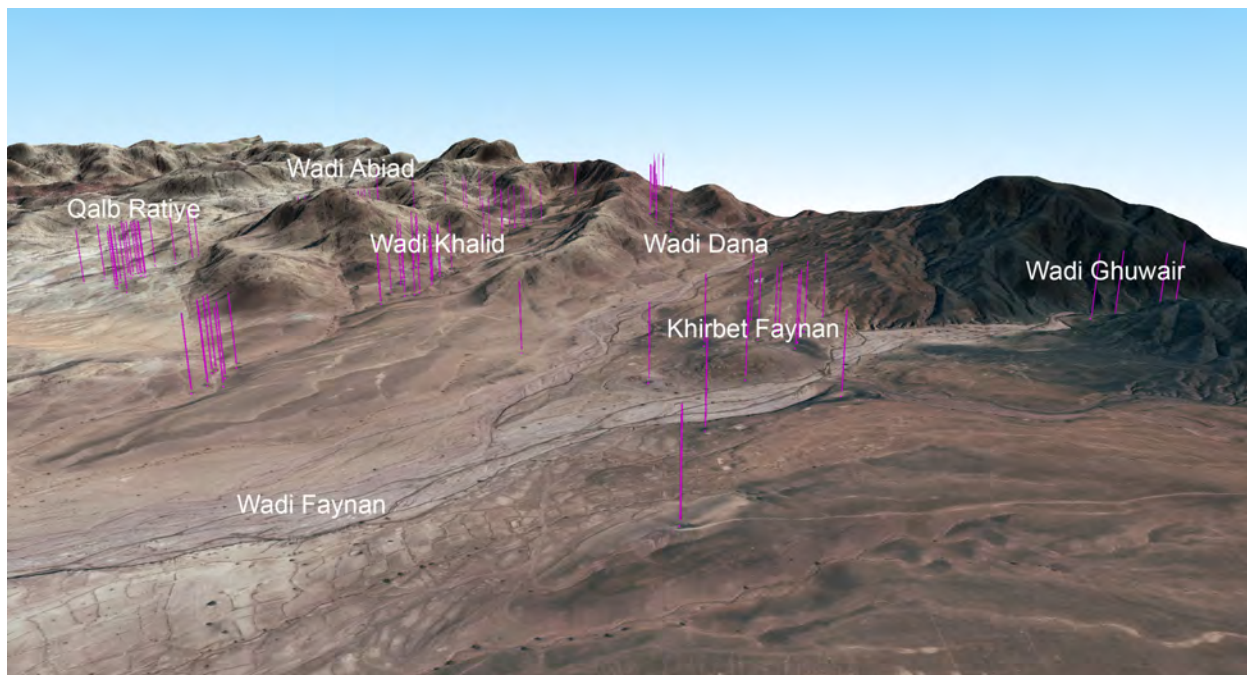 Wadi Abiad
Qalb Ratiye
Wadi Khalid
Wadi Dana
Wadi Ghuwair
Khirbet Faynan
Wadi Faynan